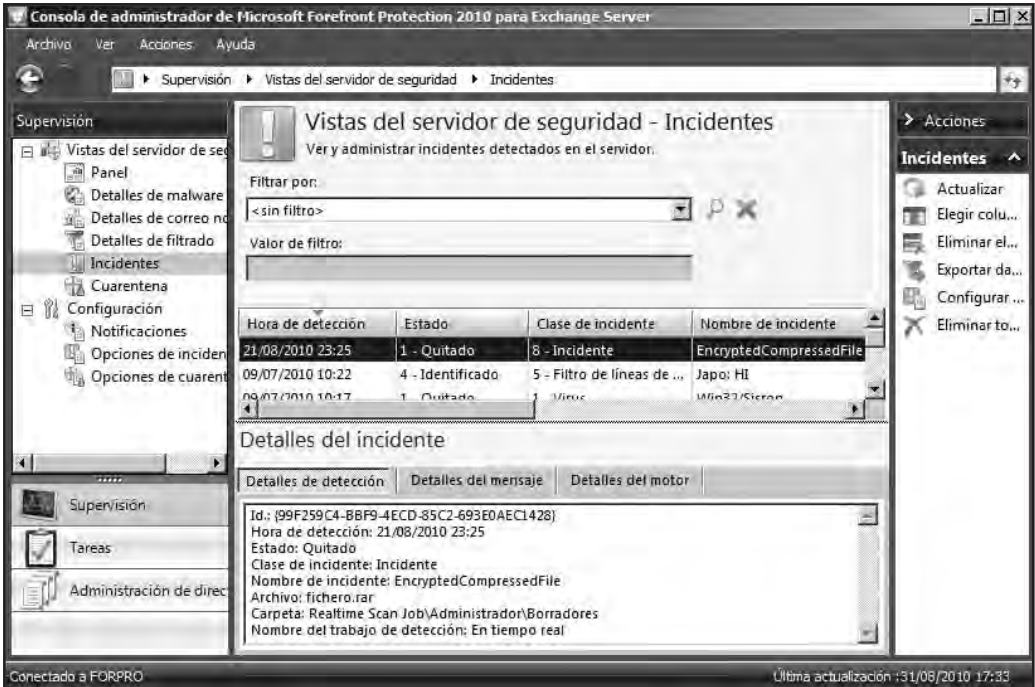 Consola de administrador de Microsoft Forefront Protection 2010 para Exchange Server
Archivo Ver Acciones Ayuda
Supervisión Vistas del servidor de seguridad Incidentes
Supervisión
Vistas del servidor de seg
Panel
Detalles de malware
Detalles de correo no
Detalles de filtrado
Incidentes
Cuarentena
Configuración
Notificaciones
Opciones de inciden
Opciones de cuarent
Supervisión
Tareas
Administración de direc
Vistas del servidor de seguridad - Incidentes
Ver y administrar incidentes detectados en el servidor.
Filtrar por:
<sin filtro>
Valor de filtro:
Hora de detección Estado Clase de incidente Nombre de incidente
21/08/2010 23:25 1 - Quitado 8 - Incidente EncryptedCompressedFile
09/07/2010 10:22 4 - Identificado 5 - Filtro de líneas de ... Japo: HI
09/07/2010 10:17 1 - Quitado 1 - Virus
Detalles del incidente
Detalles de detección Detalles del mensaje Detalles del motor
Id.: {99F259C4-BBF9-4ECD-85C2-693E0AEC1428}
Hora de detección: 21/08/2010 23:25
Estado: Quitado
Clase de incidente: Incidente
Nombre de incidente: EncryptedCompressedFile
Archivo: fichero.rar
Carpeta: Realtime Scan Job\Administrador\Borradores
Nombre del trabajo de detección: En tiempo real
Acciones
Incidentes
Actualizar
Elegir colu...
Eliminar el...
Exportar da...
Configurar ...
Eliminar to...
Conectado a FORPRO
Última actualización :31/08/2010 17:33